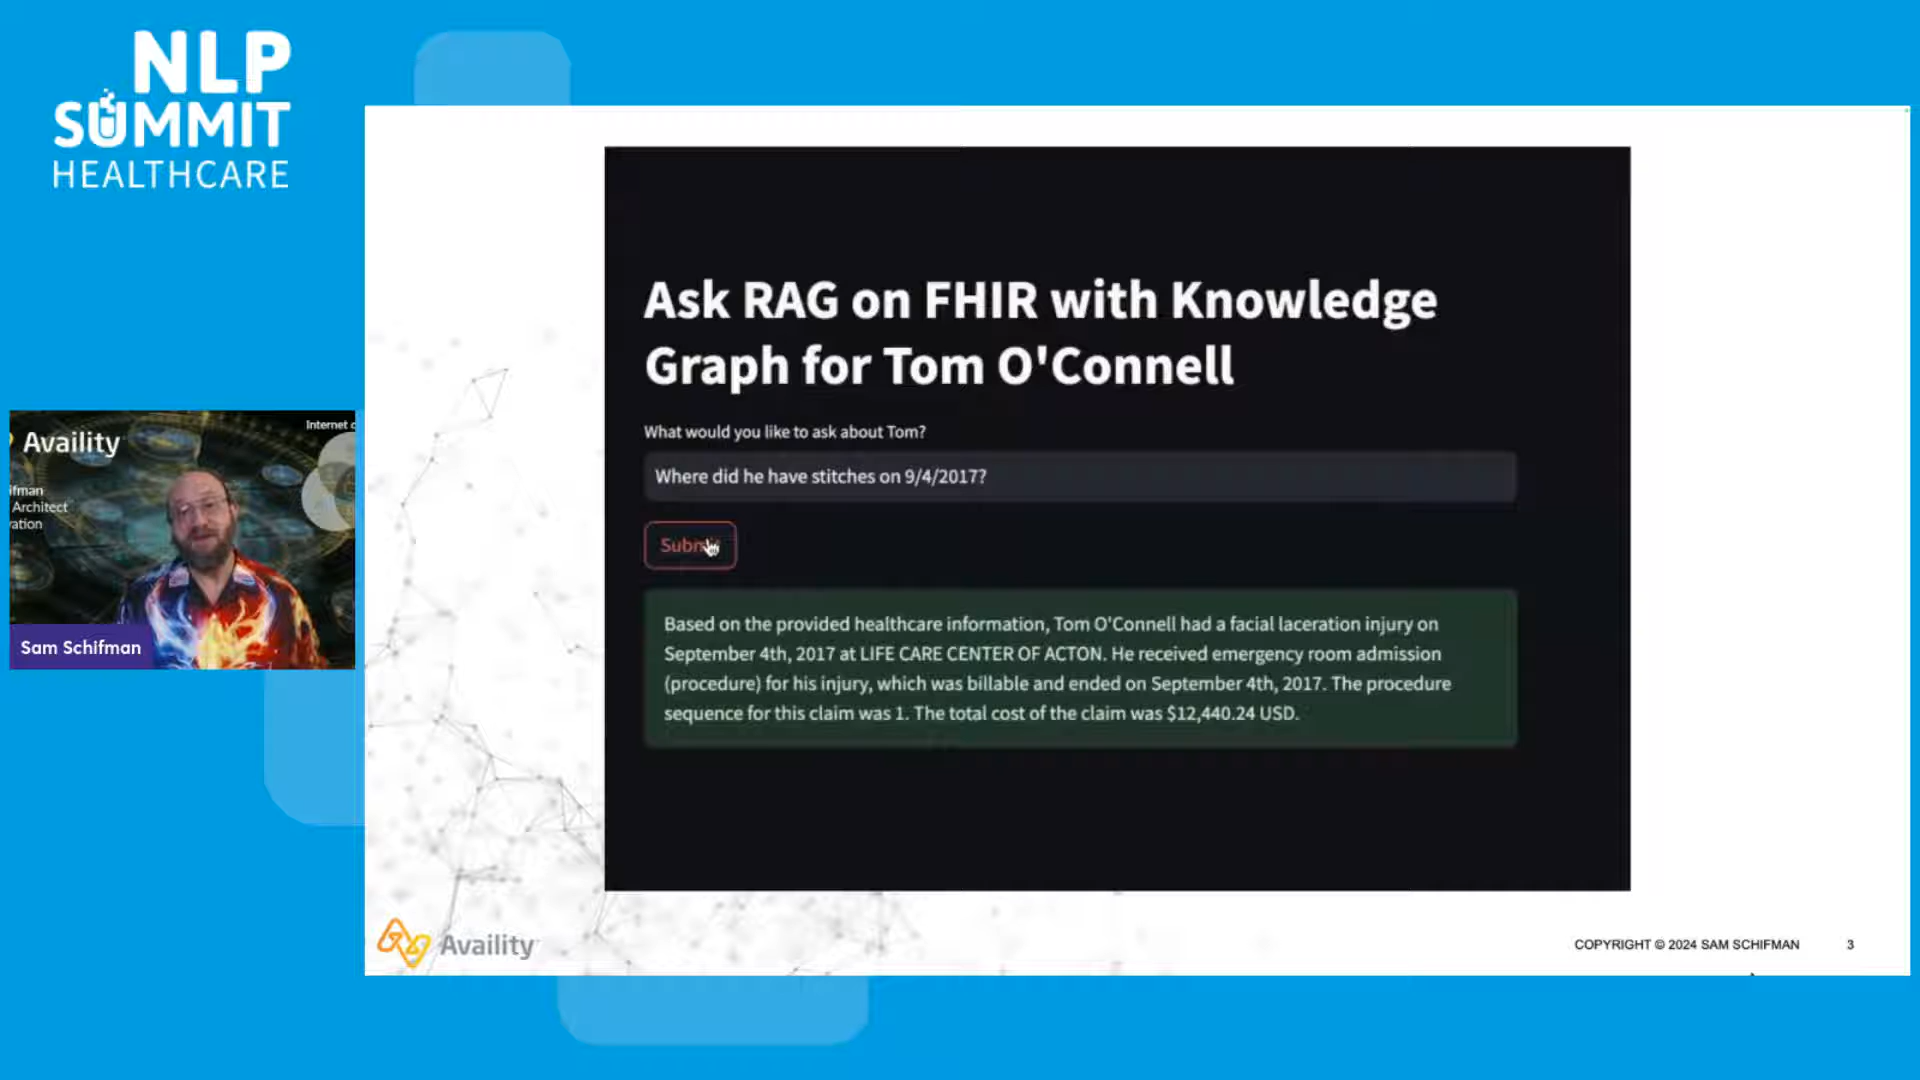 NLP
SUMMIT
HEALTHCARE
Availity
Internet
ifman
Architect
ation
Sam Schifman
Ask RAG on FHIR with Knowledge
Graph for Tom O'Connell
What would you like to ask about Tom?
Where did he have stitches on 9/4/2017?
Subm
Based on the provided healthcare information, Tom O'Connell had a facial laceration injury on
September 4th, 2017 at LIFE CARE CENTER OF ACTON. He received emergency room admission
(procedure) for his injury, which was billable and ended on September 4th, 2017. The procedure
sequence for this claim was 1. The total cost of the claim was $12,440.24 USD.
Availity
COPYRIGHT © 2024 SAM SCHIFMAN 3